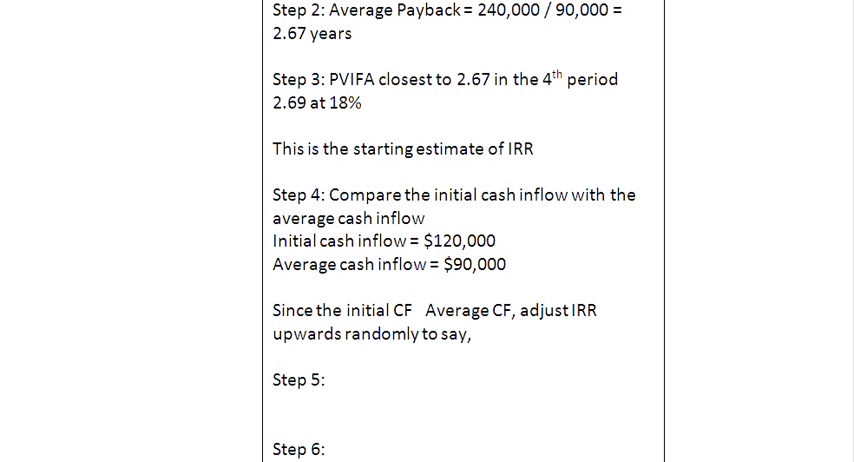 Step 2: Average Payback = 240,000 / 90,000 =
2.67 years
Step 3: PVIFA closest to 2.67 in the 4th period
2.69 at 18%
This is the starting estimate of IRR
Step 4: Compare the initial cash inflow with the
average cash inflow
Initial cash inflow = $120,000
Average cash inflow = $90,000
Since the initial CF Average CF, adjust IRR
upwards randomly to say,
Step 5:
Step 6: